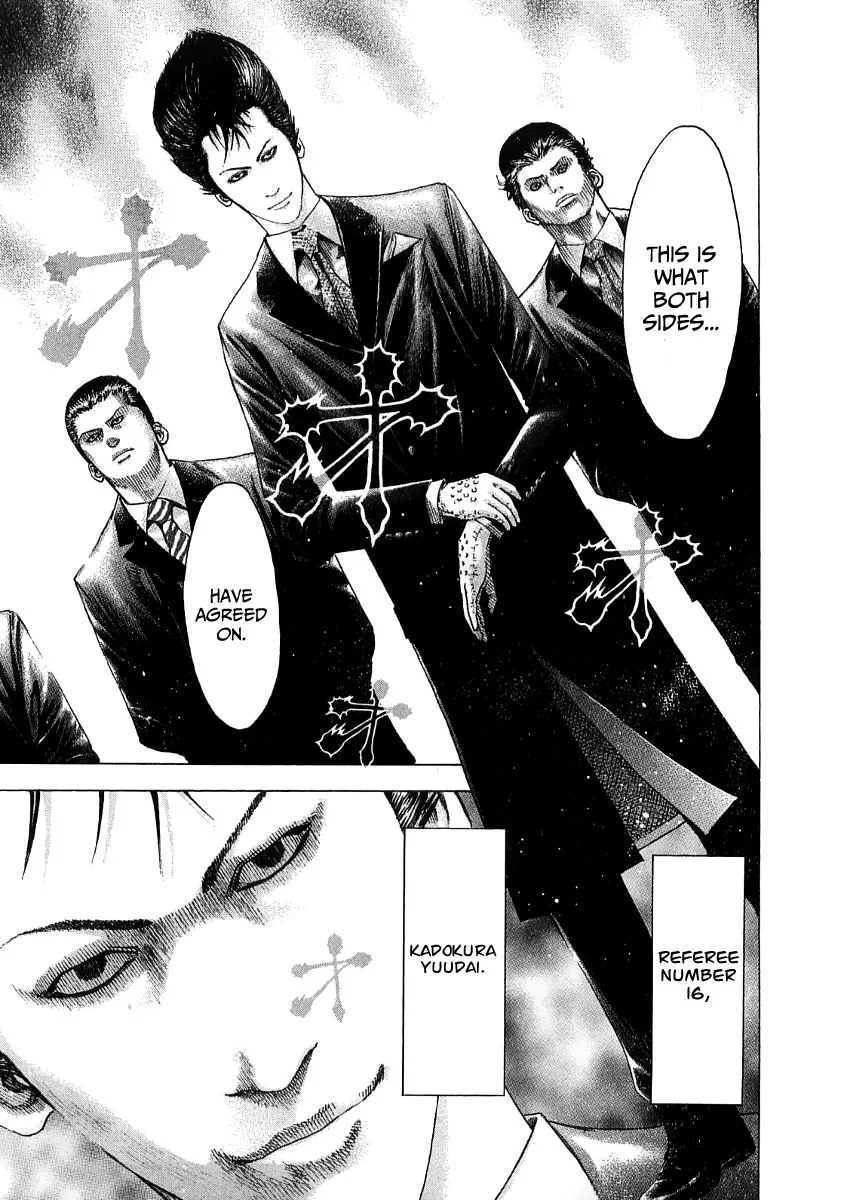 THIS IS
WHAT
BOTH
SIDES...
HAVE
AGREED
ON.
REFEREE
NUMBER
16,
KADOKURA
YUUDAI.